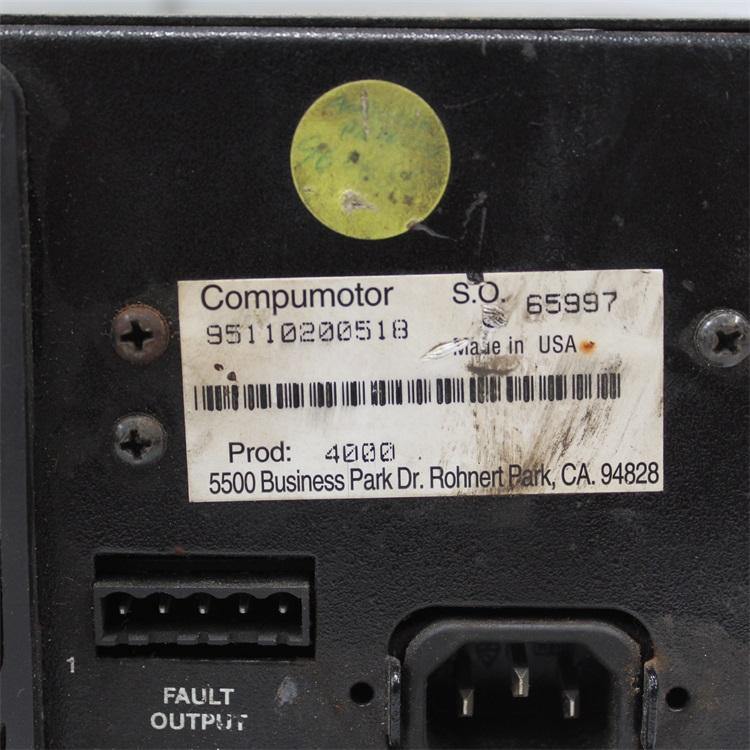 Compumotor S.O. 65997
95110200518
Made in USA
Prod: 4000
5500 Business Park Dr. Rohnert Park, CA. 94828
1
FAULT
OUTPUT